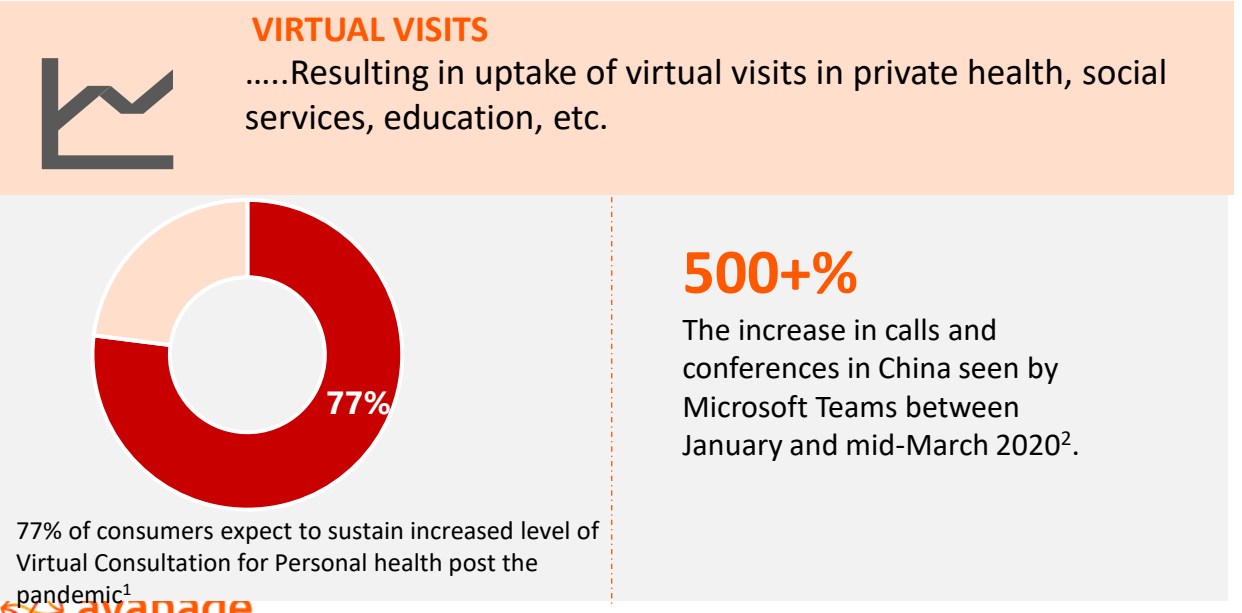 VIRTUAL VISITS
.....Resulting in uptake of virtual visits in private health, social
services, education, etc.
77%
77% of consumers expect to sustain increased level of
Virtual Consultation for Personal health post the
pandemic¹
avanade
500+%
The increase in calls and
conferences in China seen by
Microsoft Teams between
January and mid-March 2020².